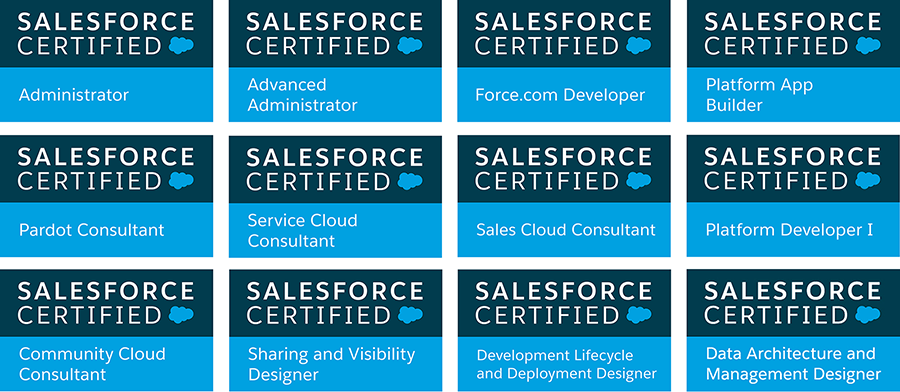 SALESFORCE
CERTIFIED
Administrator
SALESFORCE
CERTIFIED
Advanced
Administrator
SALESFORCE
CERTIFIED
Force.com Developer
SALESFORCE
CERTIFIED
Platform App
Builder
SALESFORCE
CERTIFIED
Pardot Consultant
SALESFORCE
CERTIFIED
Service Cloud
Consultant
SALESFORCE
CERTIFIED
Sales Cloud Consultant
SALESFORCE
CERTIFIED
Platform Developer I
SALESFORCE
CERTIFIED
Community Cloud
Consultant
SALESFORCE
CERTIFIED
Sharing and Visibility
Designer
SALESFORCE
CERTIFIED
Development Lifecycle
and Deployment Designer
SALESFORCE
CERTIFIED
Data Architecture and
Management Designer